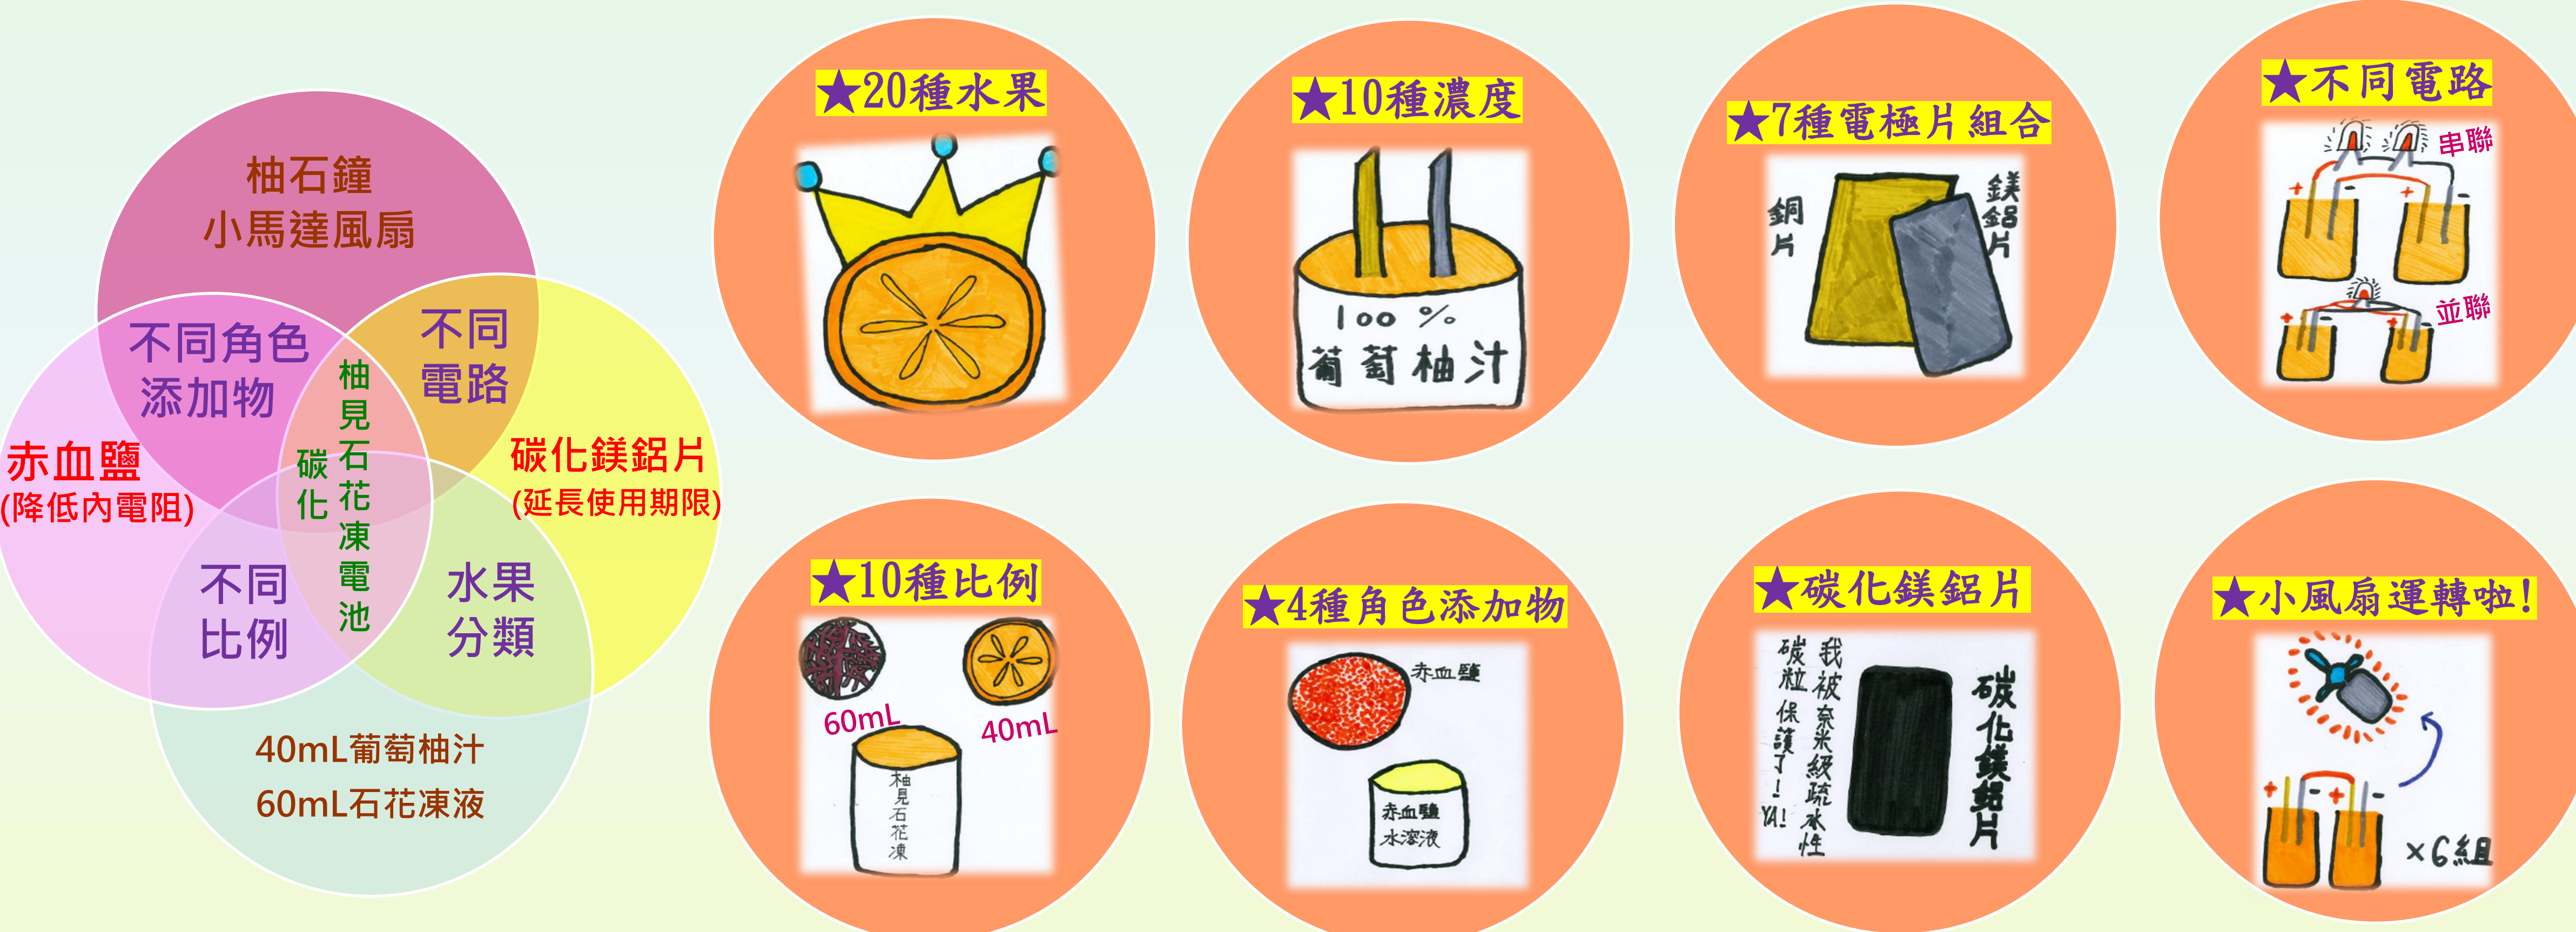 柚石鐘
小馬達風扇
不同角色
添加物
不同
電路
赤血鹽
(降低內電阻)
碳化
柚見石花凍電池
碳化鎂鋁片
(延長使用期限)
不同
比例
水果
分類
40mL葡萄柚汁
60mL石花凍液
★20種水果
★10種濃度
100%
葡萄柚汁
★7種電極片組合
銅片
鎂鋁片
★不同電路
串聯
+ - + -
並聯
+ - + -
★10種比例
60mL
40mL
柚見石花凍
★4種角色添加物
赤血鹽
赤血鹽
水溶液
★碳化鎂鋁片
碳化鎂鋁片
我被奈米級疏水性
碳粒保護了!YA!
★小風扇運轉啦!
+ - + -
×6組